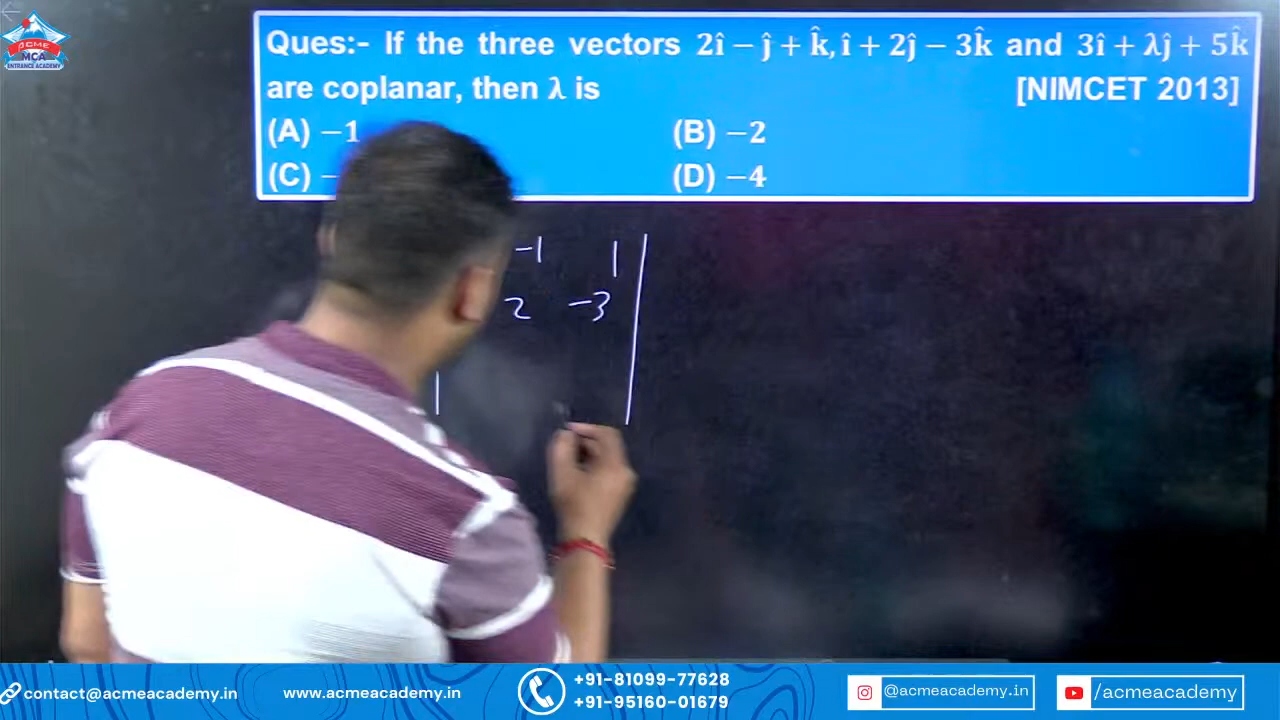 ACME
MCA
ENTRANCE ACADEMY
Ques:- If the three vectors 2î − ĵ + k̂, î + 2ĵ − 3k̂ and 3î + λĵ + 5k̂
are coplanar, then λ is [NIMCET 2013]
(A) −1 (B) −2
(C) − (D) −4
-1 1
2 -3
contact@acmeacademy.in www.acmeacademy.in +91-81099-77628 @acmeacademy.in /acmeacademy
+91-95160-01679